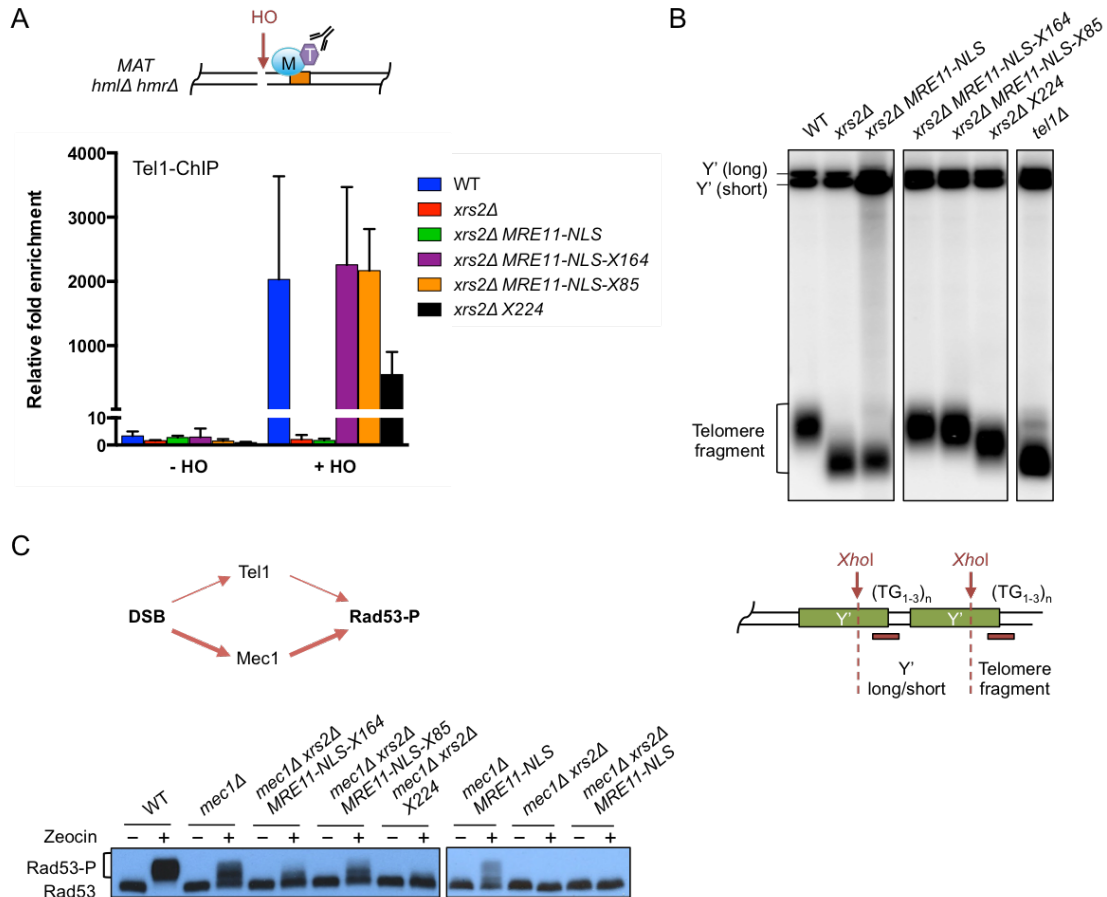 A
HO
MAT
hmlΔ hmrΔ
M
T
Tel1-ChIP
Relative fold enrichment
4000
3000
2000
1000
10
0
- HO
+ HO
WT
xrs2Δ
xrs2Δ MRE11-NLS
xrs2Δ MRE11-NLS-X164
xrs2Δ MRE11-NLS-X85
xrs2Δ X224
B
WT
xrs2Δ
xrs2Δ MRE11-NLS
xrs2Δ MRE11-NLS-X164
xrs2Δ MRE11-NLS-X85
xrs2Δ X224
tel1Δ
Y' (long)
Y' (short)
Telomere
fragment
XhoI
XhoI
(TG1-3)n
(TG1-3)n
Y'
Y'
Y'
long/short
Telomere
fragment
C
Tel1
DSB
Rad53-P
Mec1
WT
mec1Δ
mec1Δ xrs2Δ
MRE11-NLS-X164
mec1Δ xrs2Δ
MRE11-NLS-X85
mec1Δ xrs2Δ
X224
mec1Δ
MRE11-NLS
mec1Δ xrs2Δ
mec1Δ xrs2Δ
MRE11-NLS
Zeocin
– + – + – + – + – + – + – + – +
Rad53-P
Rad53